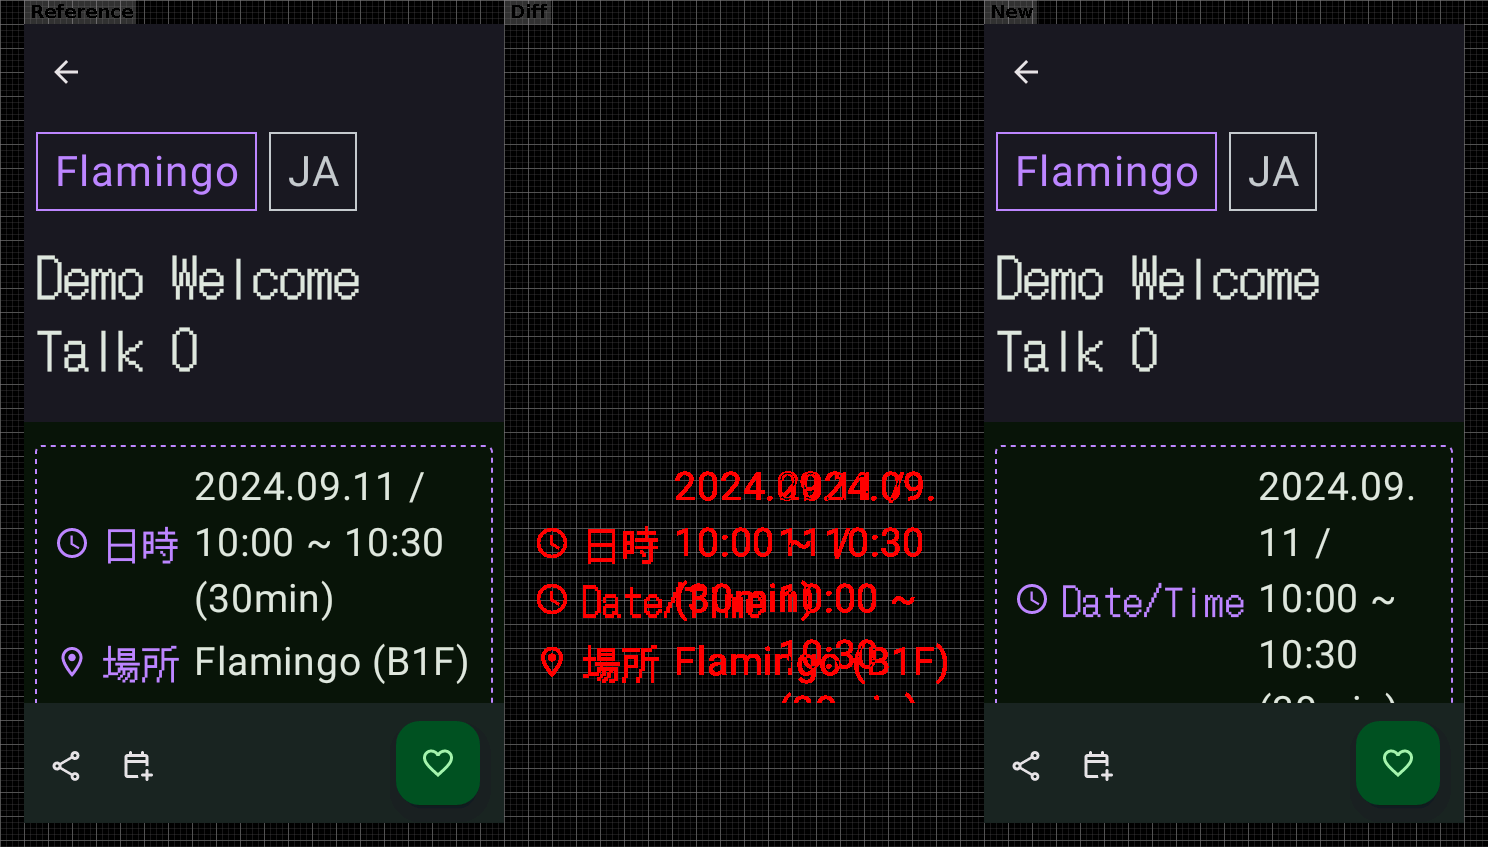 Reference
Flamingo
JA
Demo Welcome
Talk 0
日時
2024.09.11 /
10:00 ~ 10:30
(30min)
場所
Flamingo (B1F)
Diff
2024.09.11 /
2024.09.
日時
10:00 ~ 10:30
11 /
Date/Time
(30min)
10:00 ~
場所
Flamingo (B1F)
10:30
New
Flamingo
JA
Demo Welcome
Talk 0
Date/Time
2024.09.
11 /
10:00 ~
10:30